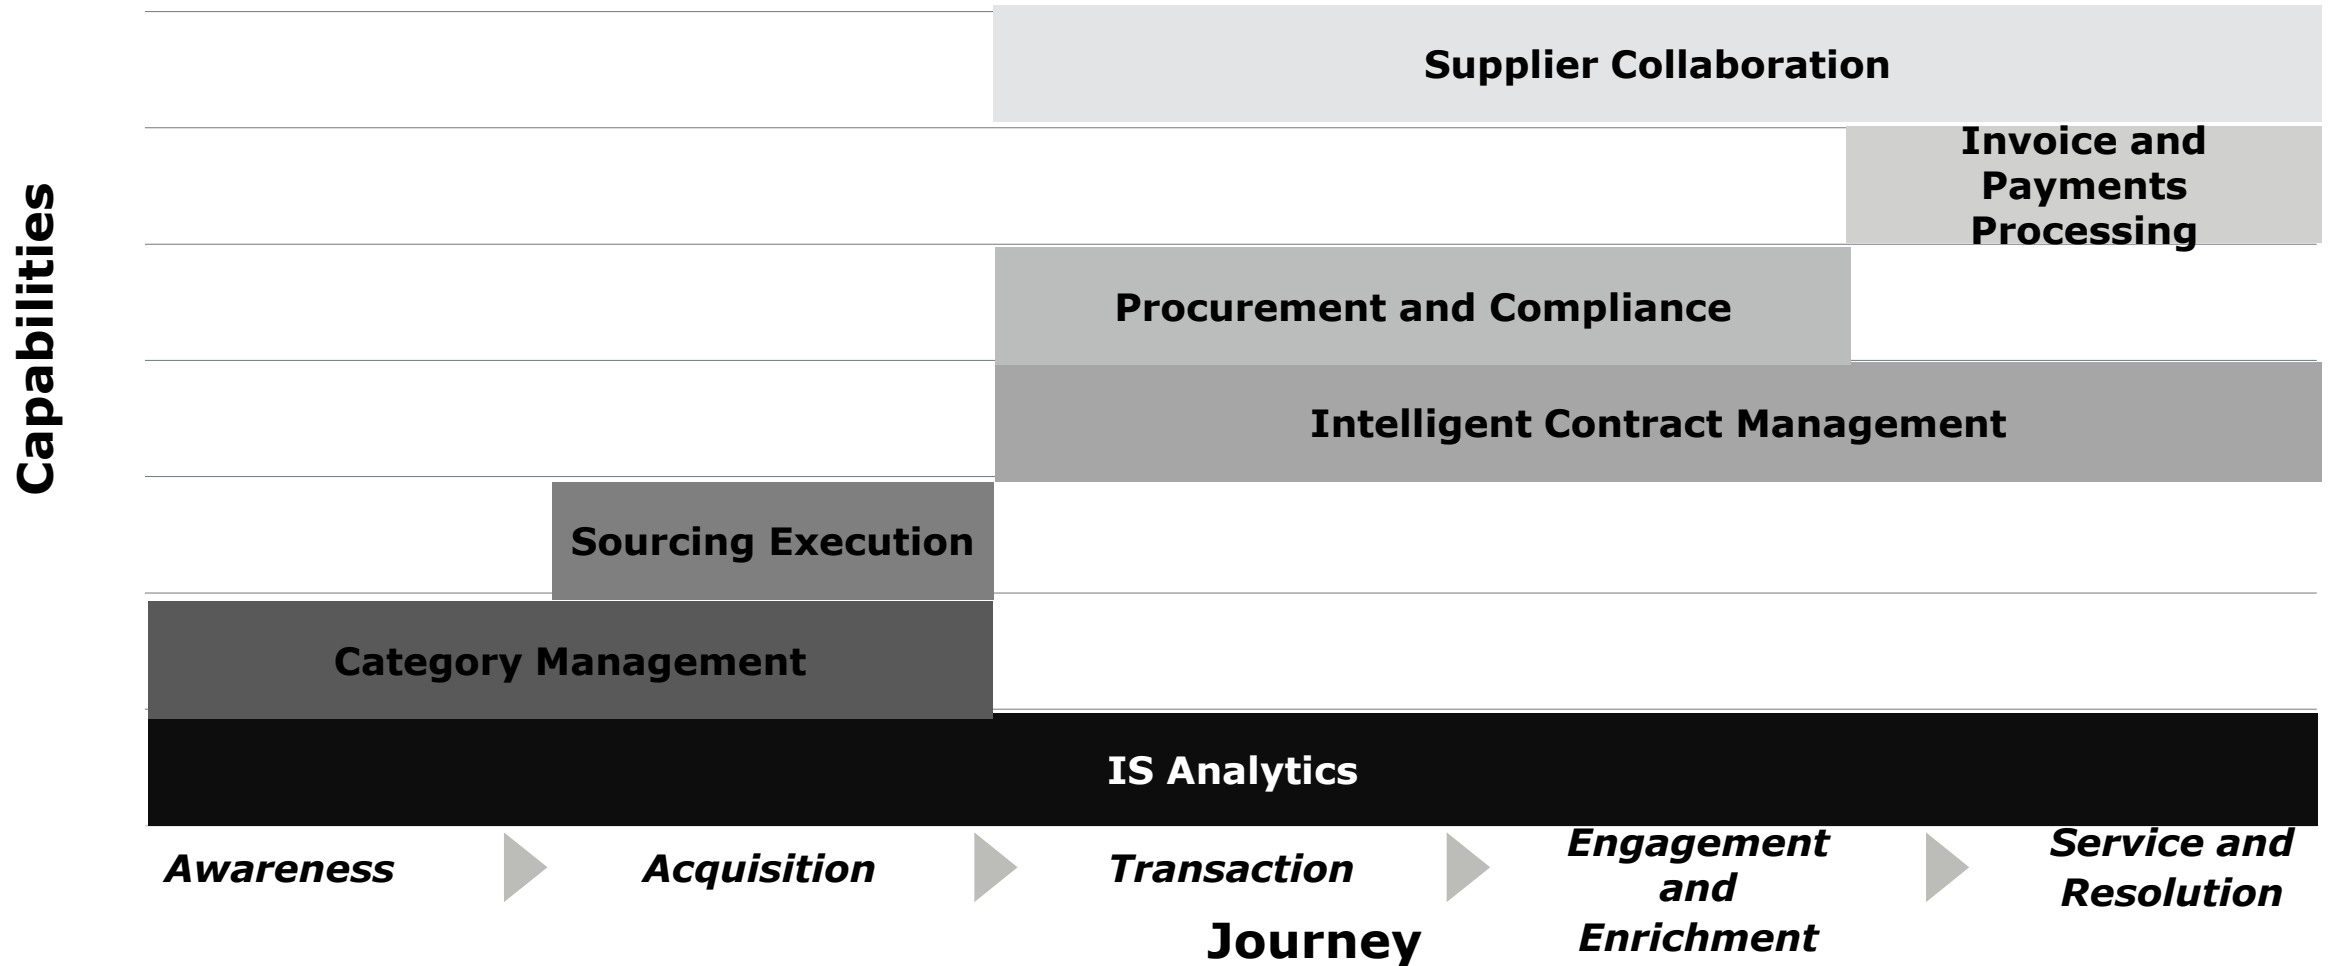 Supplier Collaboration
Invoice and
Payments
Processing
Capabilities
Procurement and Compliance
Intelligent Contract Management
Sourcing Execution
Category Management
IS Analytics
Awareness
Acquisition
Transaction
Engagement
and
Enrichment
Service and
Resolution
Journey